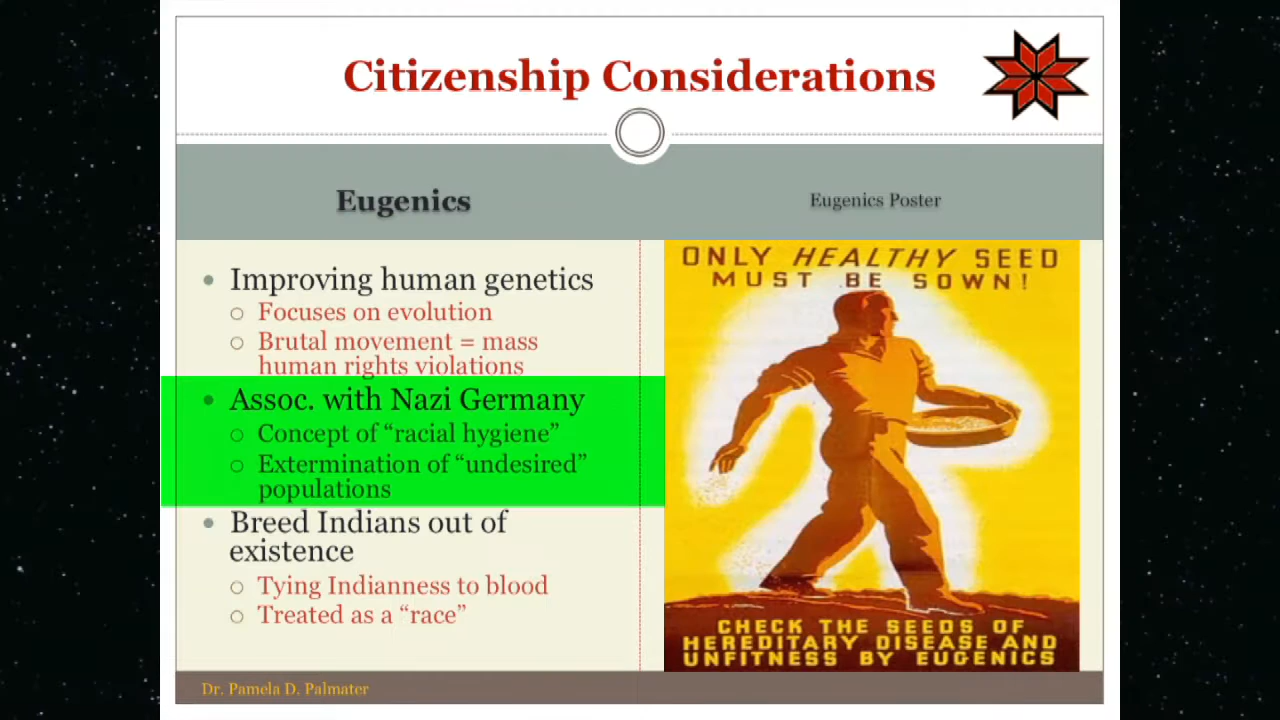 Citizenship Considerations
Eugenics
Eugenics Poster
• Improving human genetics
○ Focuses on evolution
○ Brutal movement = mass
human rights violations
• Assoc. with Nazi Germany
○ Concept of “racial hygiene”
○ Extermination of “undesired”
populations
• Breed Indians out of
existence
○ Tying Indianness to blood
○ Treated as a “race”
ONLY HEALTHY SEED
MUST BE SOWN!
CHECK THE SEEDS OF
HEREDITARY DISEASE AND
UNFITNESS BY EUGENICS
Dr. Pamela D. Palmater